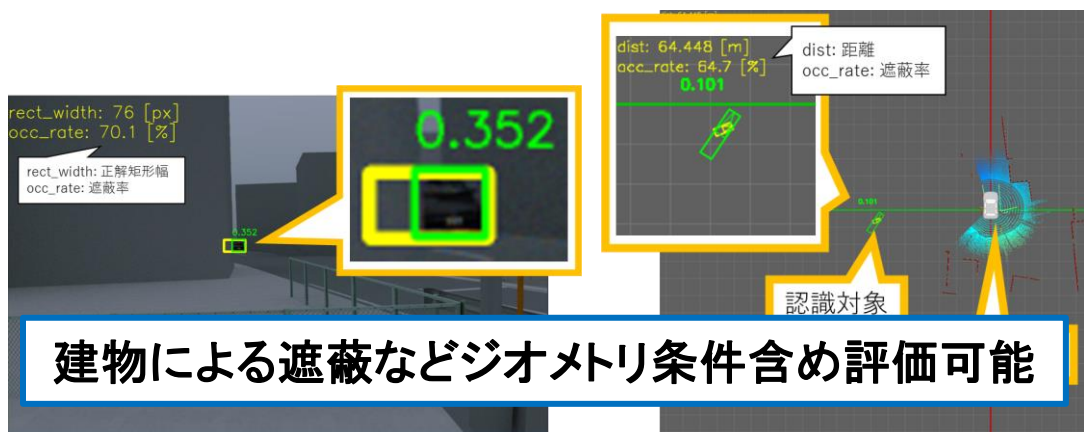 rect_width: 76 [px]
occ_rate: 70.1 [%]
rect_width: 正解矩形幅
occ_rate: 遮蔽率
0.352
0.352
dist: 64.448 [m]
occ_rate: 64.7 [%]
0.101
dist: 距離
occ_rate: 遮蔽率
0.101
認識対象
建物による遮蔽などジオメトリ条件含め評価可能